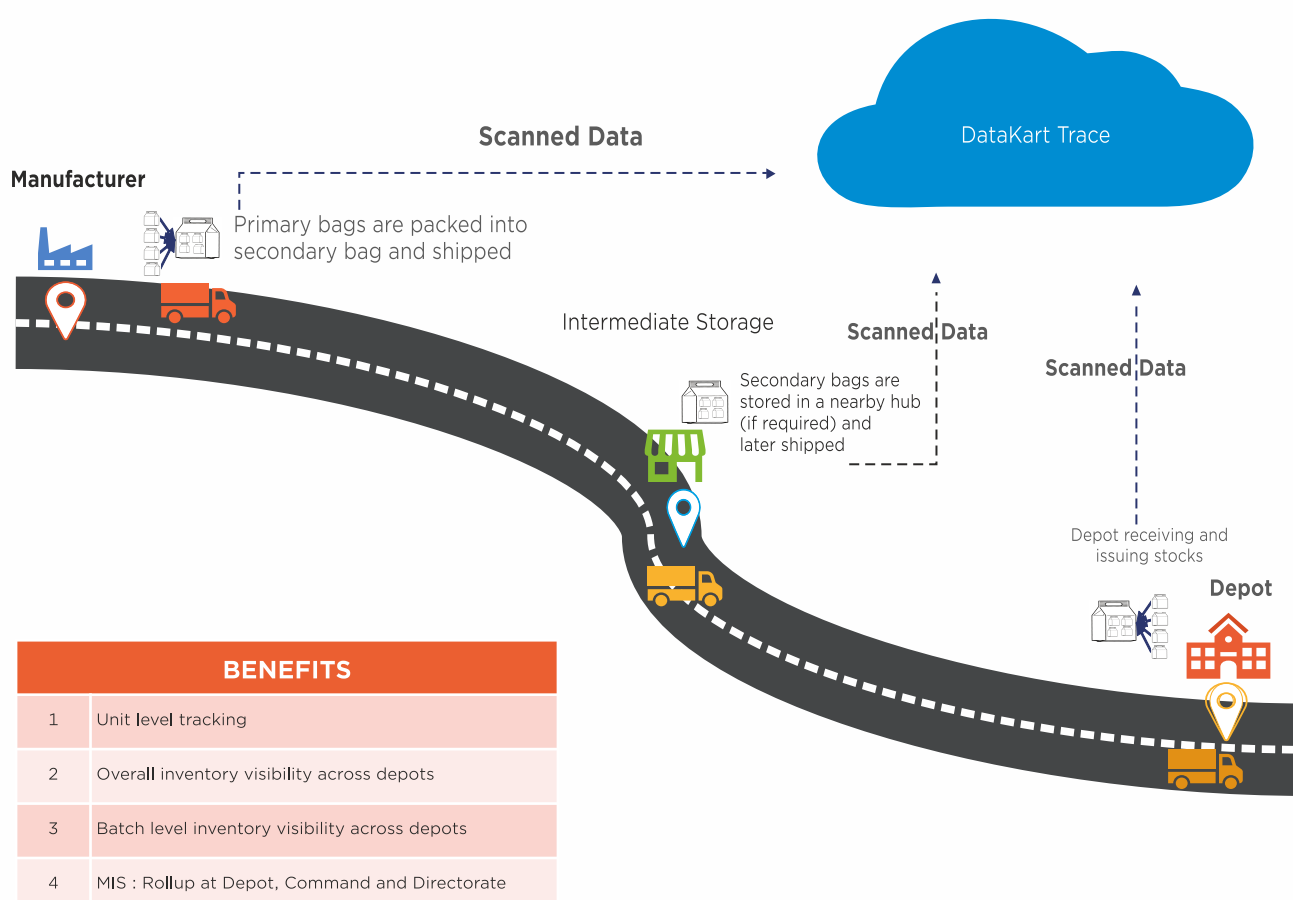 DataKart Trace
Scanned Data
Manufacturer
Primary bags are packed into
secondary bag and shipped
Intermediate Storage
Scanned Data
Secondary bags are
stored in a nearby hub
(if required) and
later shipped
Scanned Data
Depot receiving and
issuing stocks
Depot
BENEFITS
1 Unit level tracking
2 Overall inventory visibility across depots
3 Batch level inventory visibility across depots
4 MIS : Rollup at Depot, Command and Directorate